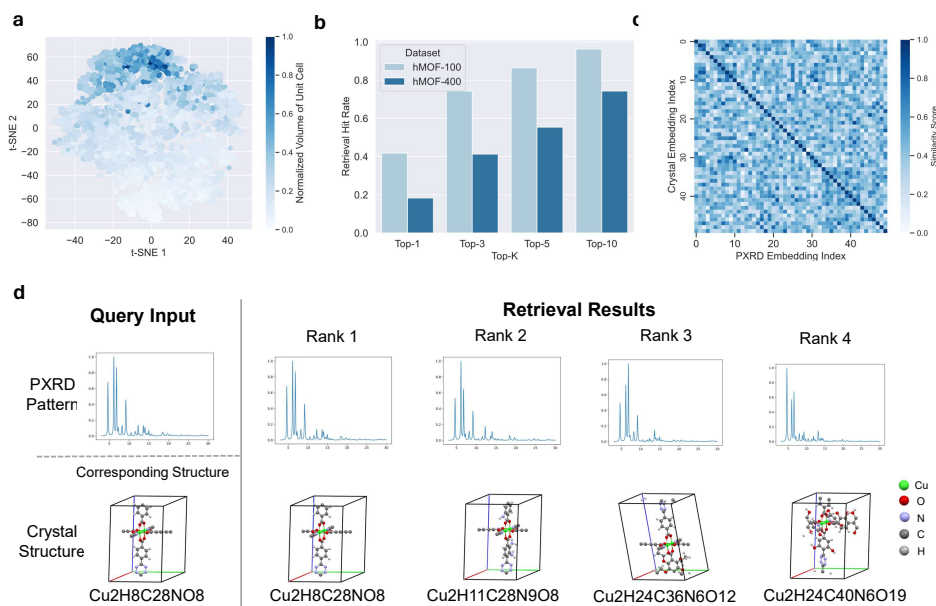 a
t-SNE 2
60
40
20
0
−20
−40
−60
−80
−40
−20
0
20
40
t-SNE 1
1.0
0.8
0.6
0.4
0.2
0.0
Normalized Volume of Unit Cell
b
Retrieval Hit Rate
1.0
0.8
0.6
0.4
0.2
0.0
Dataset
hMOF-100
hMOF-400
Top-1
Top-3
Top-5
Top-10
Top-K
c
Crystal Embedding Index
0
10
20
30
40
0
10
20
30
40
PXRD Embedding Index
1.0
0.8
0.6
0.4
0.2
0.0
Similarity Score
d
Query Input
Retrieval Results
Rank 1
Rank 2
Rank 3
Rank 4
PXRD
Pattern
Corresponding Structure
Crystal
Structure
Cu2H8C28NO8
Cu2H8C28NO8
Cu2H11C28N9O8
Cu2H24C36N6O12
Cu2H24C40N6O19
Cu
O
N
C
H